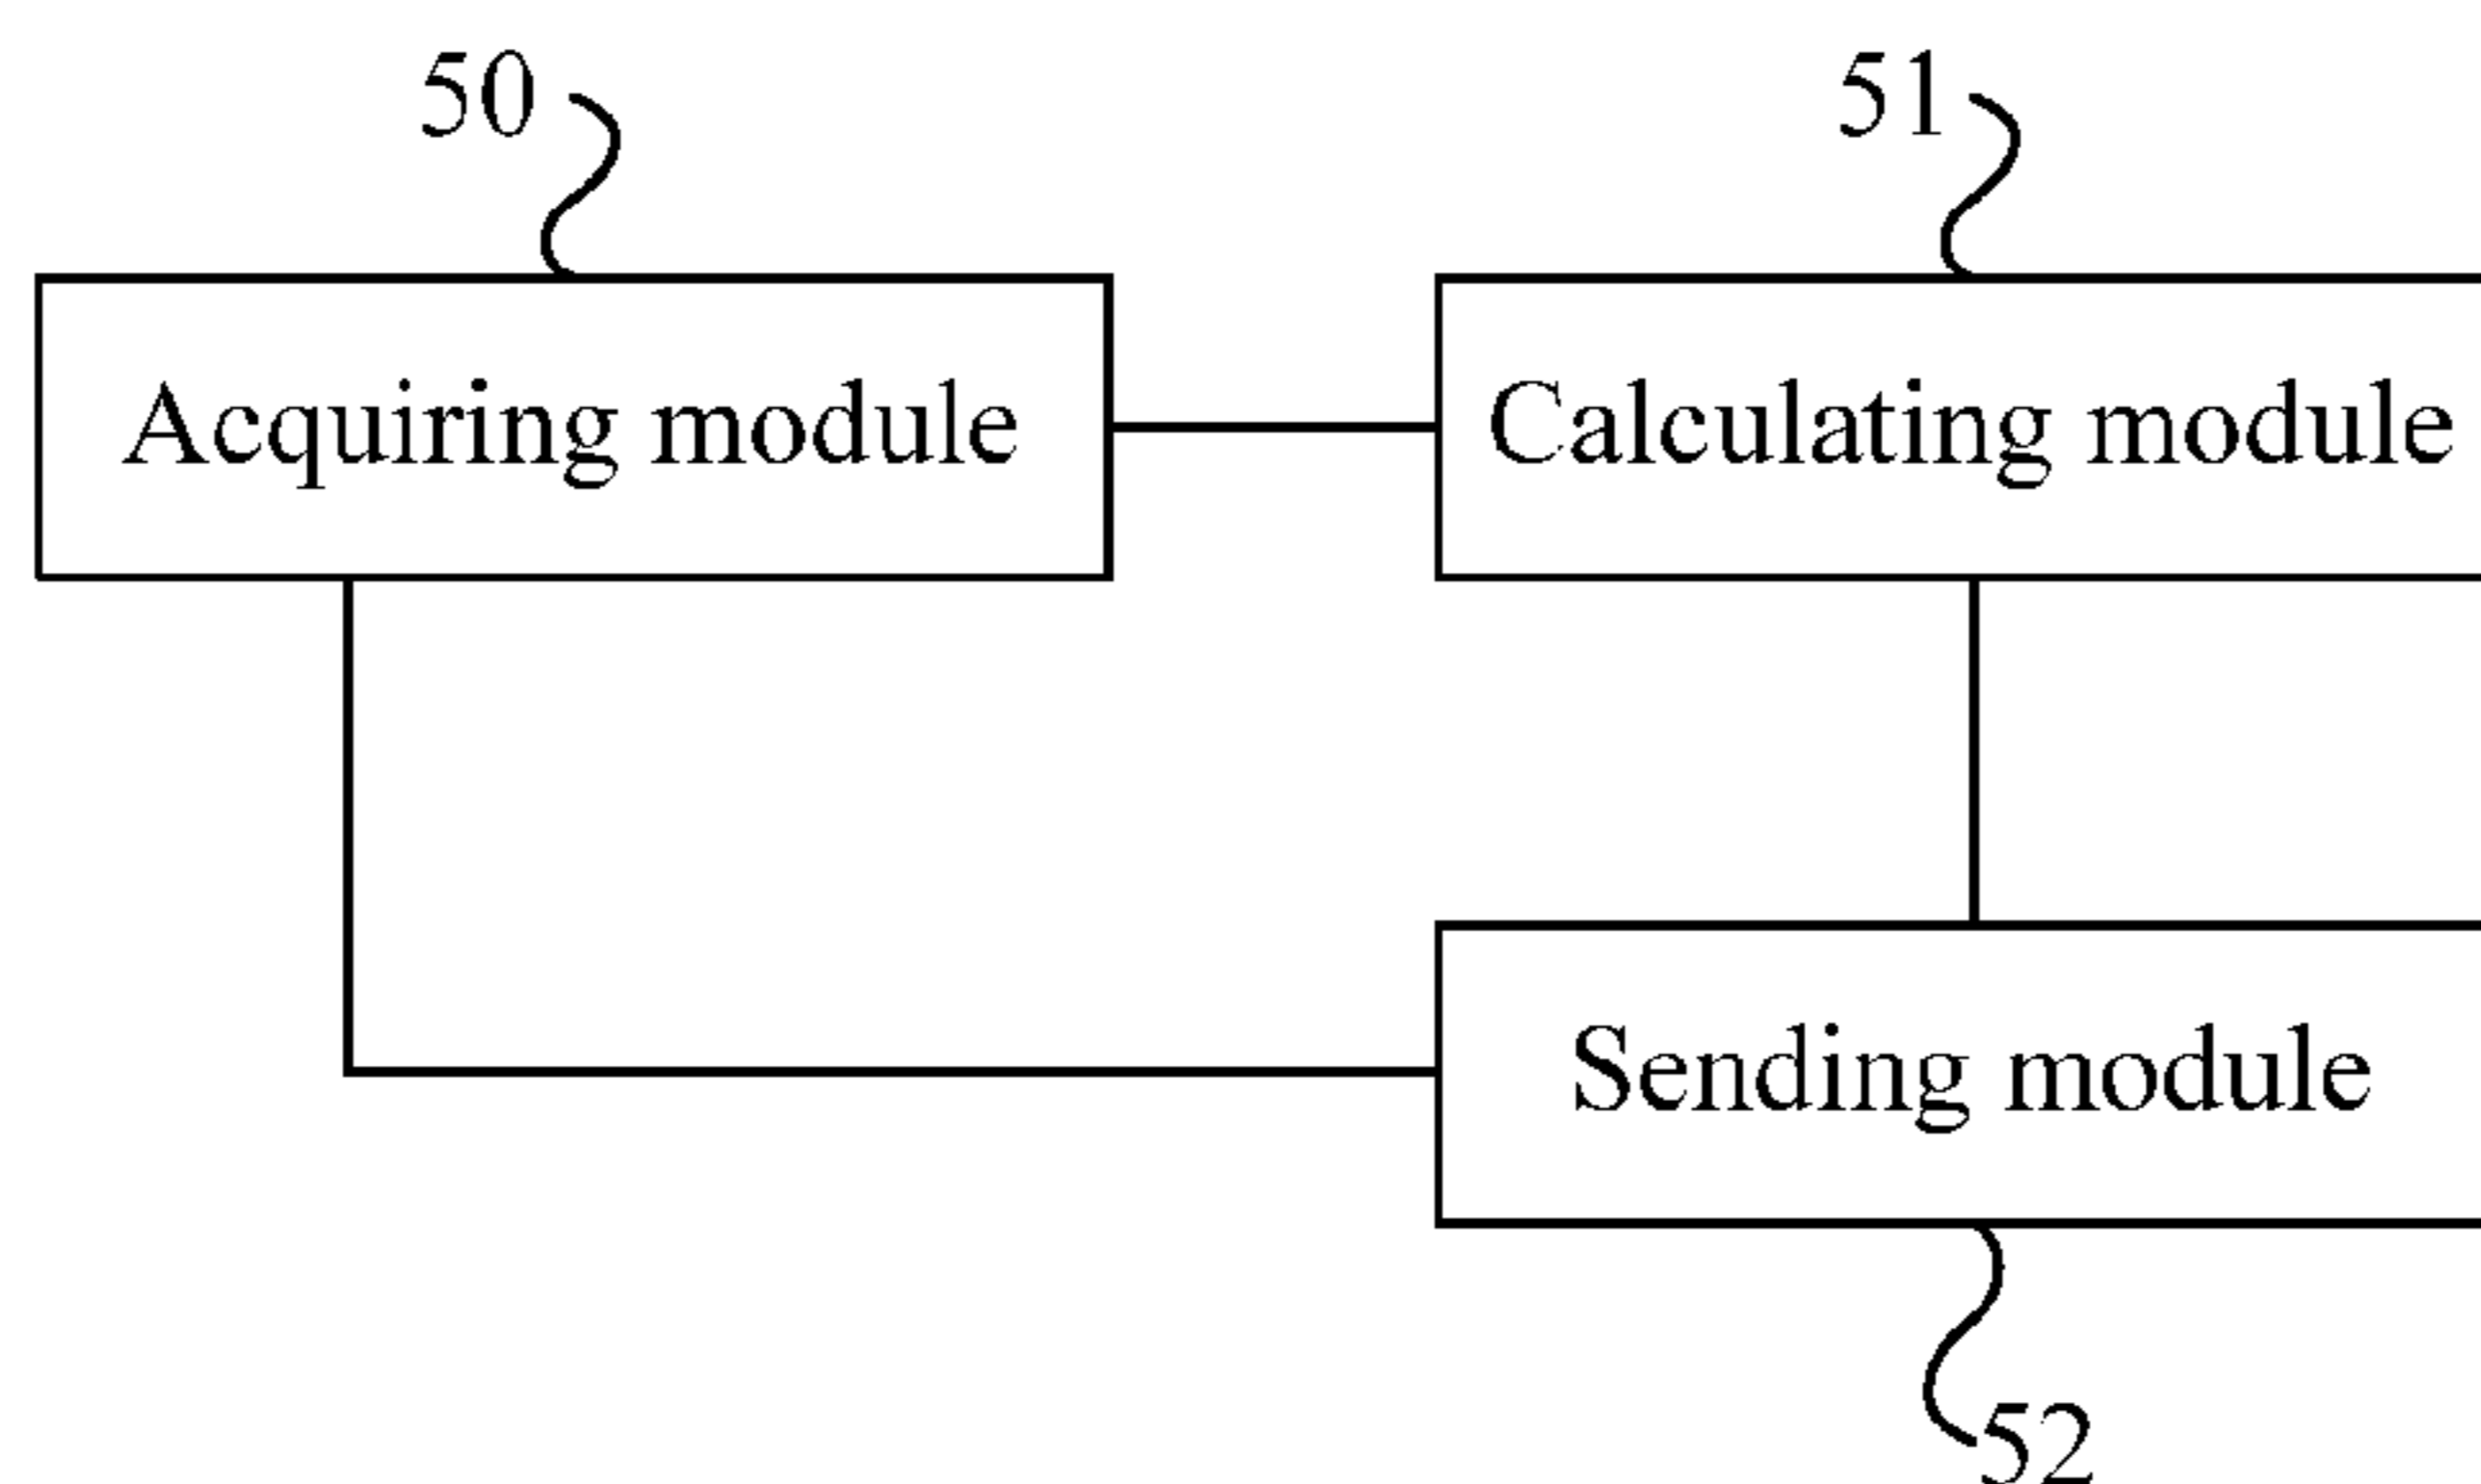 50
51
Acquiring module
Calculating module
Sending module
52